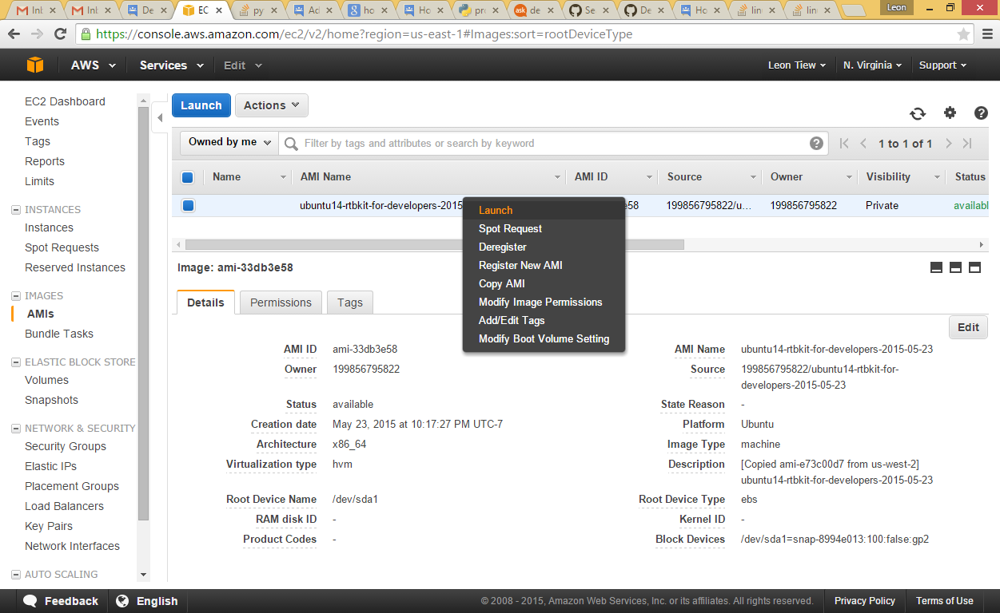 Inb
Inb
De
EC
py
Ad
ho
Ho
pro
de
Se
De
Ho
lin
lin
Leon
https://console.aws.amazon.com/ec2/v2/home?region=us-east-1#Images:sort=rootDeviceType
AWS Services Edit Leon Tiew N. Virginia Support
EC2 Dashboard
Events
Tags
Reports
Limits
INSTANCES
Instances
Spot Requests
Reserved Instances
IMAGES
AMIs
Bundle Tasks
ELASTIC BLOCK STORE
Volumes
Snapshots
NETWORK & SECURITY
Security Groups
Elastic IPs
Placement Groups
Load Balancers
Key Pairs
Network Interfaces
AUTO SCALING
Launch Actions
Owned by me Filter by tags and attributes or search by keyword 1 to 1 of 1
Name AMI Name AMI ID Source Owner Visibility Status
ubuntu14-rtbkit-for-developers-2015 e58 199856795822/u… 199856795822 Private availabl
Launch
Spot Request
Deregister
Register New AMI
Copy AMI
Modify Image Permissions
Add/Edit Tags
Modify Boot Volume Setting
Image: ami-33db3e58
Details Permissions Tags
Edit
AMI ID ami-33db3e58 AMI Name ubuntu14-rtbkit-for-developers-2015-05-23
Owner 199856795822 Source 199856795822/ubuntu14-rtbkit-for-
developers-2015-05-23
Status available State Reason -
Creation date May 23, 2015 at 10:17:27 PM UTC-7 Platform Ubuntu
Architecture x86_64 Image Type machine
Virtualization type hvm Description [Copied ami-e73c00d7 from us-west-2]
ubuntu14-rtbkit-for-developers-2015-05-23
Root Device Name /dev/sda1 Root Device Type ebs
RAM disk ID - Kernel ID -
Product Codes - Block Devices /dev/sda1=snap-8994e013:100:false:gp2
Feedback English © 2008 - 2015, Amazon Web Services, Inc. or its affiliates. All rights reserved. Privacy Policy Terms of Use